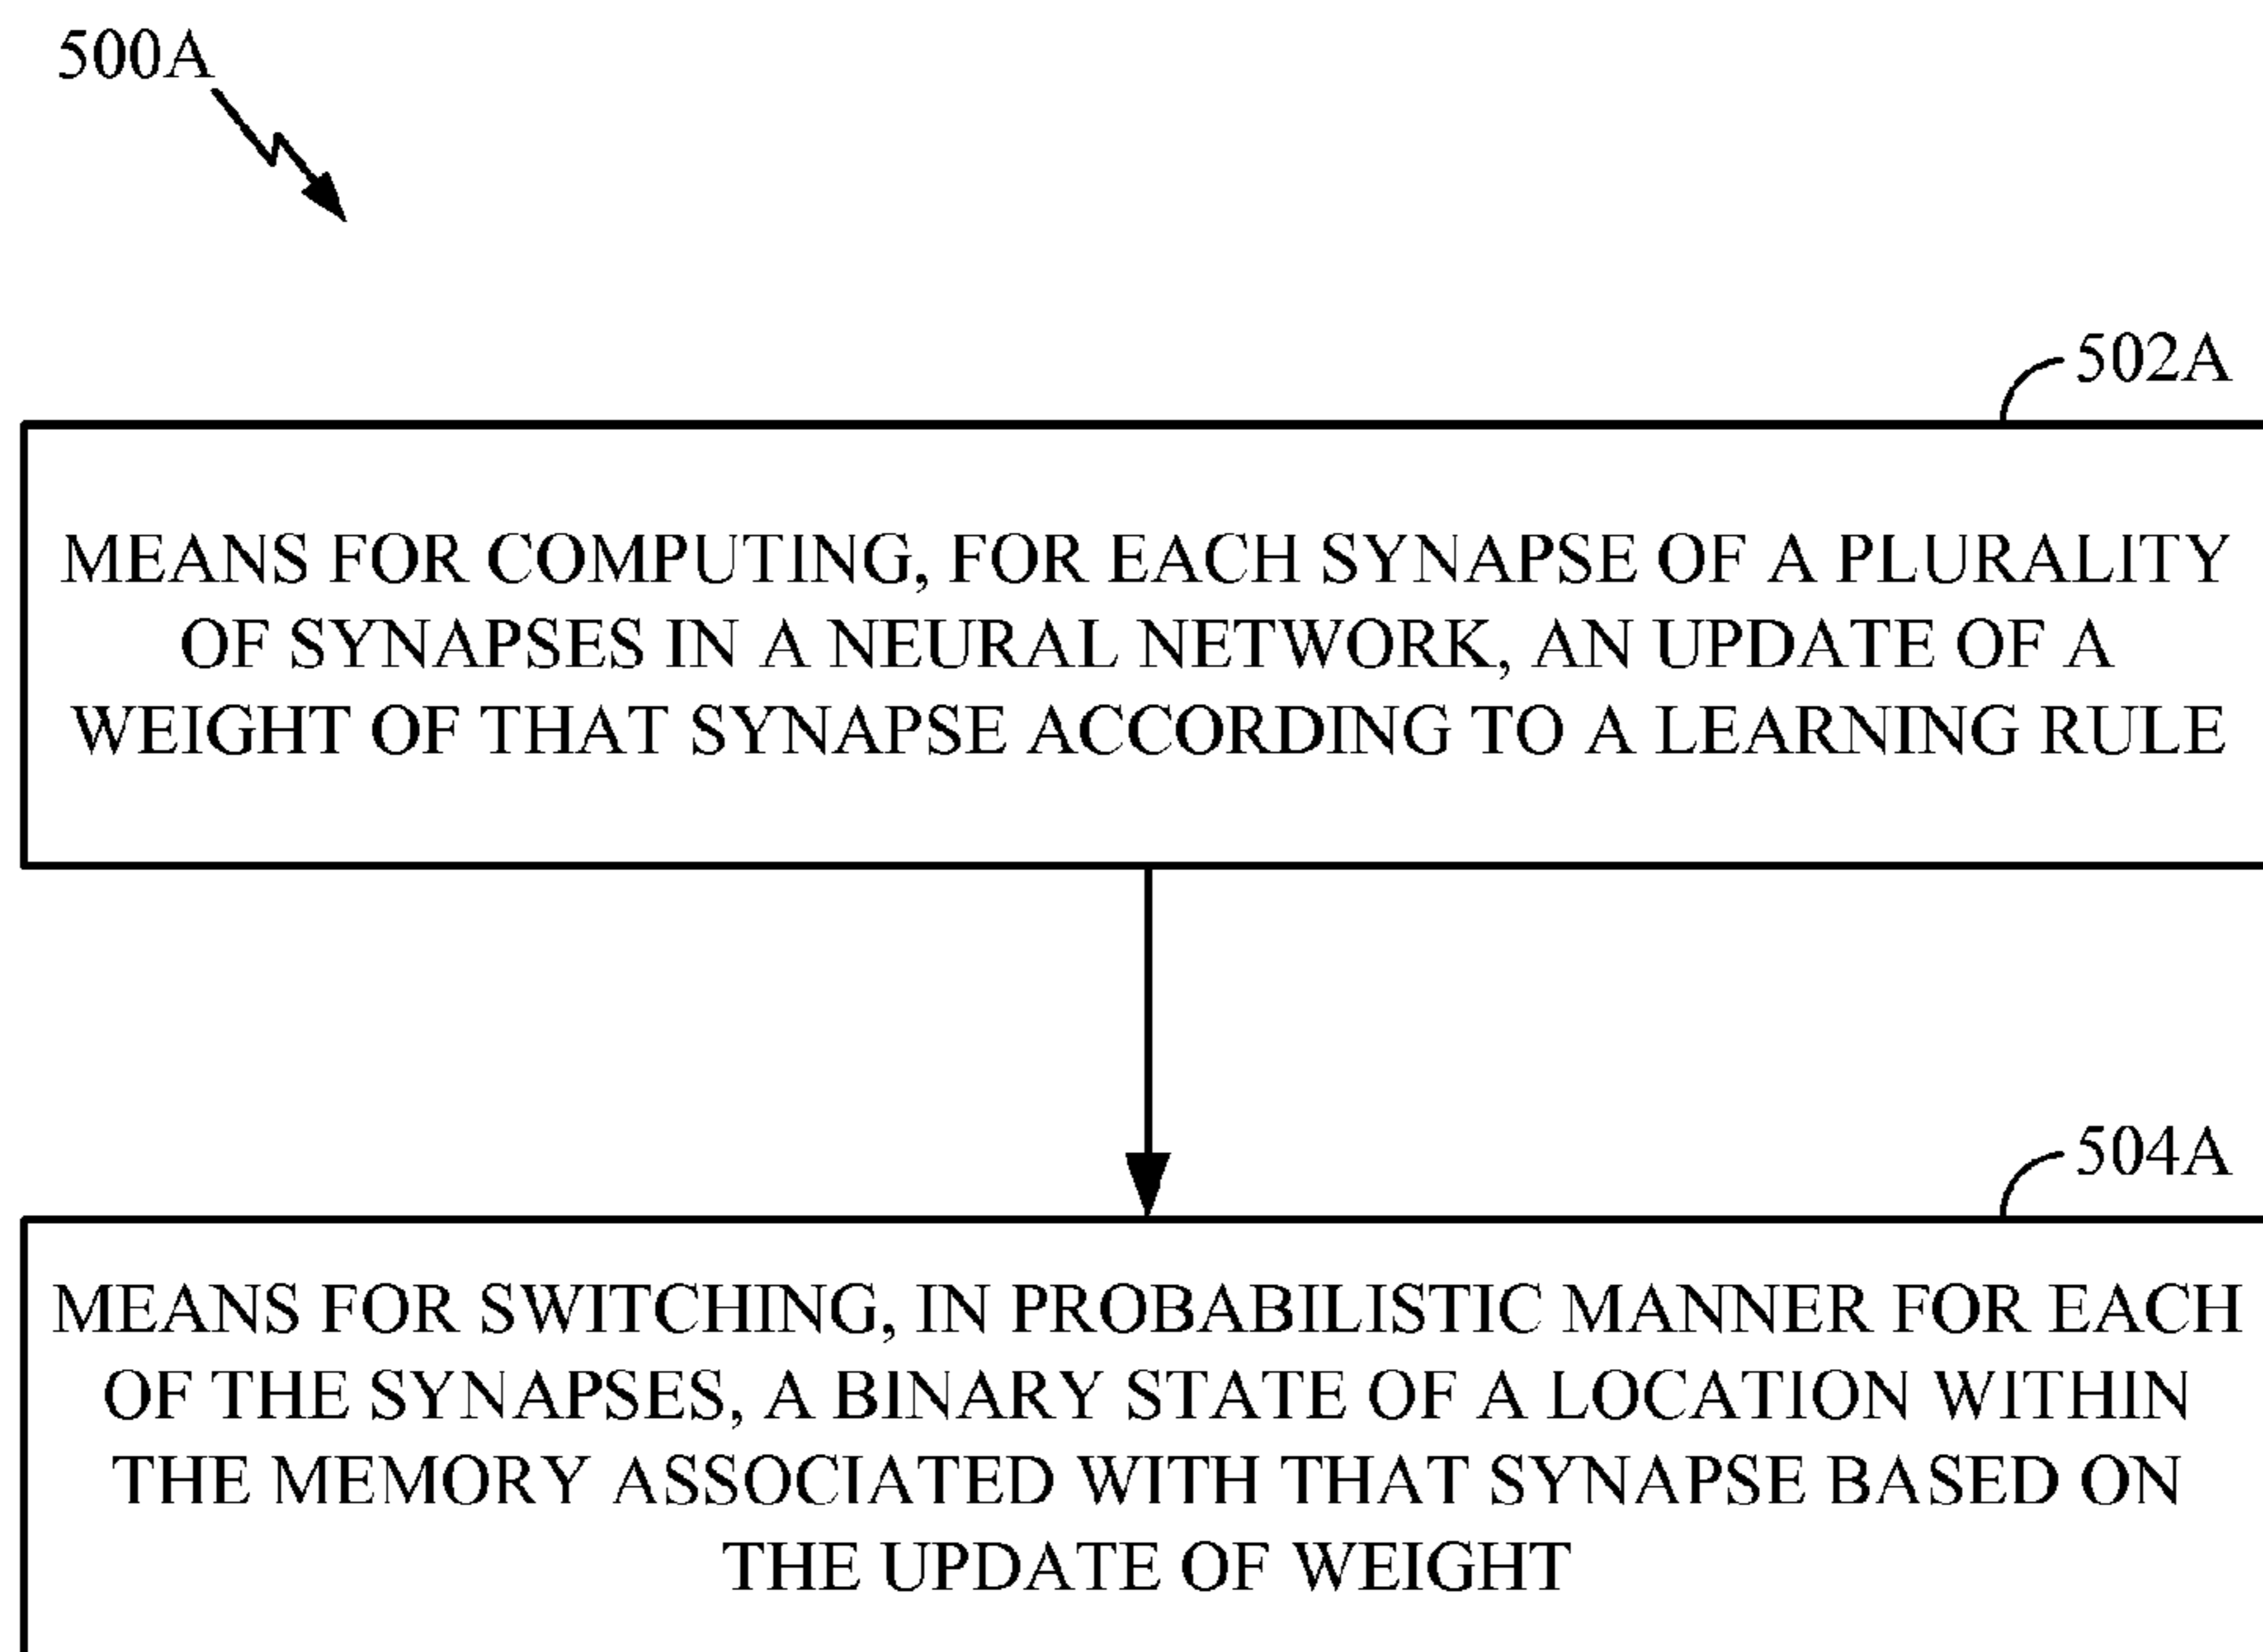 500A
502A
MEANS FOR COMPUTING, FOR EACH SYNAPSE OF A PLURALITY
OF SYNAPSES IN A NEURAL NETWORK, AN UPDATE OF A
WEIGHT OF THAT SYNAPSE ACCORDING TO A LEARNING RULE
504A
MEANS FOR SWITCHING, IN PROBABILISTIC MANNER FOR EACH
OF THE SYNAPSES, A BINARY STATE OF A LOCATION WITHIN
THE MEMORY ASSOCIATED WITH THAT SYNAPSE BASED ON
THE UPDATE OF WEIGHT